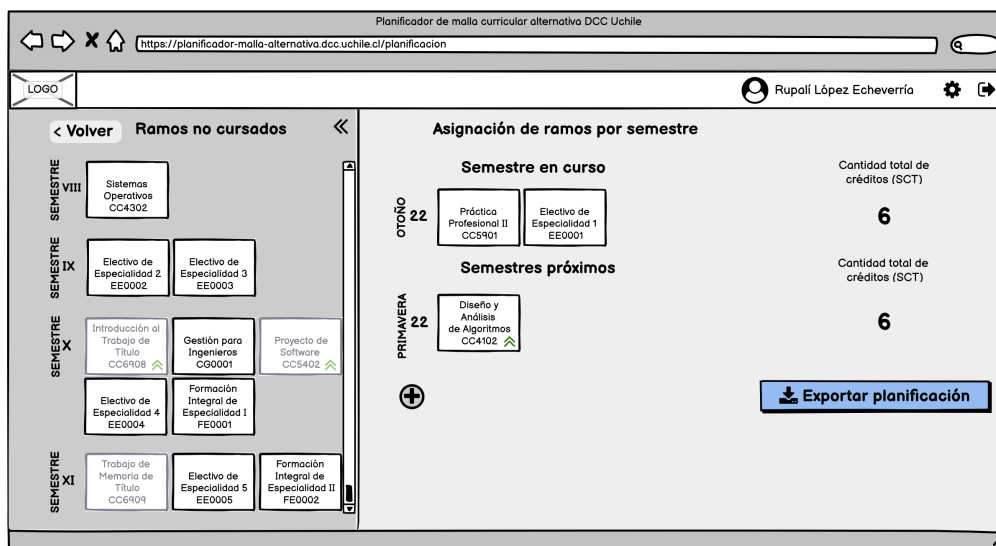 Planificador de malla curricular alternativa DCC Uchile
https://planificador-malla-alternativa.dcc.uchile.cl/planificacion
LOGO
Rupalí López Echeverría
< Volver
Ramos no cursados
SEMESTRE VIII
Sistemas
Operativos
CC4302
SEMESTRE IX
Electivo de
Especialidad 2
EE0002
Electivo de
Especialidad 3
EE0003
SEMESTRE X
Introducción al
Trabajo de
Título
CC6908
Gestión para
Ingenieros
CG0001
Proyecto de
Software
CC5402
Electivo de
Especialidad 4
EE0004
Formación
Integral de
Especialidad I
FE0001
SEMESTRE XI
Trabajo de
Memoria de
Título
CC6909
Electivo de
Especialidad 5
EE0005
Formación
Integral de
Especialidad II
FE0002
Asignación de ramos por semestre
Semestre en curso
Cantidad total de
créditos (SCT)
OTOÑO 22
Práctica
Profesional II
CC5901
Electivo de
Especialidad 1
EE0001
6
Semestres próximos
Cantidad total de
créditos (SCT)
PRIMAVERA 22
Diseño y
Análisis
de Algoritmos
CC4102
6
Exportar planificación